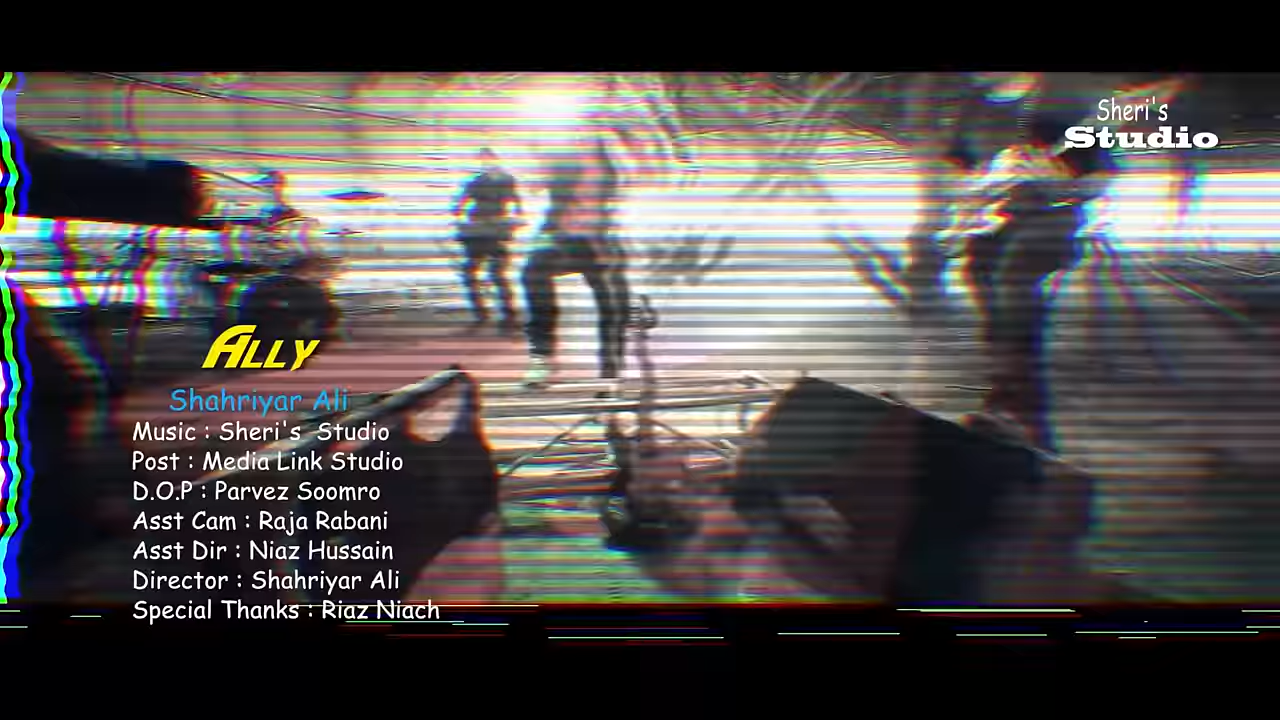 Sheri's
Studio
ALLY
Shahriyar Ali
Music : Sheri's Studio
Post : Media Link Studio
D.O.P : Parvez Soomro
Asst Cam : Raja Rabani
Asst Dir : Niaz Hussain
Director : Shahriyar Ali
Special Thanks : Riaz Niach